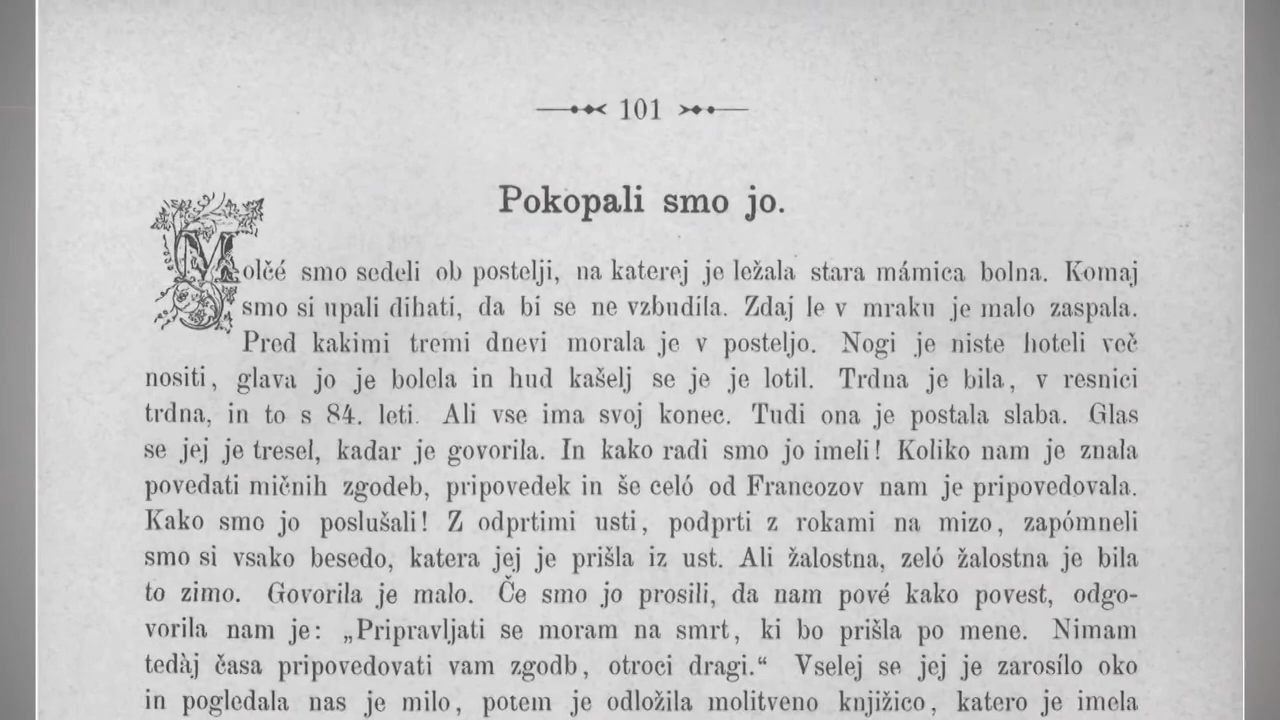 101
Pokopali smo jo.
Molčé smo sedeli ob postelji, na katerej je ležala stara mámica bolna. Komaj
smo si upali dihati, da bi se ne vzbudila. Zdaj le v mraku je malo zaspala.
Pred kakimi tremi dnevi morala je v posteljo. Nogi je niste hoteli več
nositi, glava jo je bolela in hud kašelj se je je lotil. Trdna je bila, v resnici
trdna, in to s 84. leti. Ali vse ima svoj konec. Tudi ona je postala slaba. Glas
se jej je tresel, kadar je govorila. In kako radi smo jo imeli! Koliko nam je znala
povedati mičnih zgodeb, pripovedek in še celó od Francozov nam je pripovedovala.
Kako smo jo poslušali! Z odprtimi usti, podprti z rokami na mizo, zapómneli
smo si vsako besedo, katera jej je prišla iz ust. Ali žalostna, zeló žalostna je bila
to zimo. Govorila je malo. Če smo jo prosili, da nam pové kako povest, odgo-
vorila nam je: „Pripravljati se moram na smrt, ki bo prišla po mene. Nimam
tedàj časa pripovedovati vam zgodb, otroci dragi.“ Vselej se jej je zarosílo oko
in pogledala nas je milo, potem je odložila molitveno knjižico, katero je imela